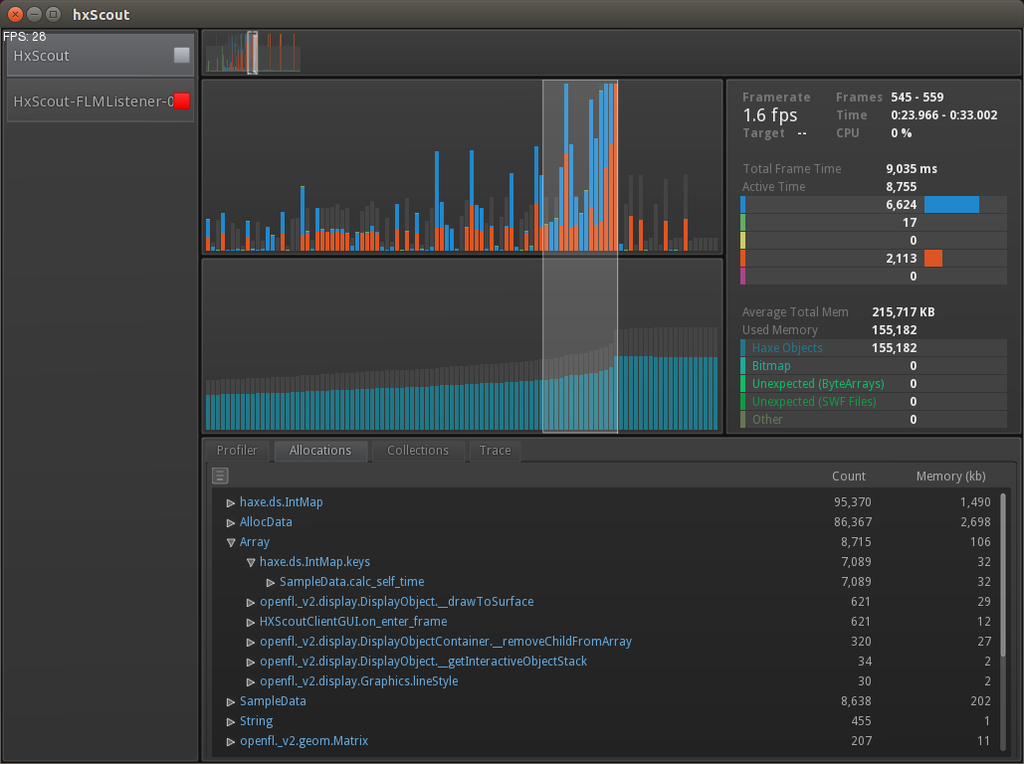 hxScout
FPS: 28
HxScout
HxScout-FLMListener-0
Framerate
1.6 fps
Target --
Frames 545 - 559
Time 0:23.966 - 0:33.002
CPU 0 %
Total Frame Time 9,035 ms
Active Time 8,755
6,624
17
0
2,113
0
Average Total Mem 215,717 KB
Used Memory 155,182
Haxe Objects 155,182
Bitmap 0
Unexpected (ByteArrays) 0
Unexpected (SWF Files) 0
Other 0
Profiler Allocations Collections Trace
Count Memory (kb)
haxe.ds.IntMap 95,370 1,490
AllocData 86,367 2,698
Array 8,715 106
haxe.ds.IntMap.keys 7,089 32
SampleData.calc_self_time 7,089 32
openfl._v2.display.DisplayObject.__drawToSurface 621 29
HXScoutClientGUI.on_enter_frame 621 12
openfl._v2.display.DisplayObjectContainer.__removeChildFromArray 320 27
openfl._v2.display.DisplayObject.__getInteractiveObjectStack 34 2
openfl._v2.display.Graphics.lineStyle 30 2
SampleData 8,638 202
String 455 1
openfl._v2.geom.Matrix 207 11